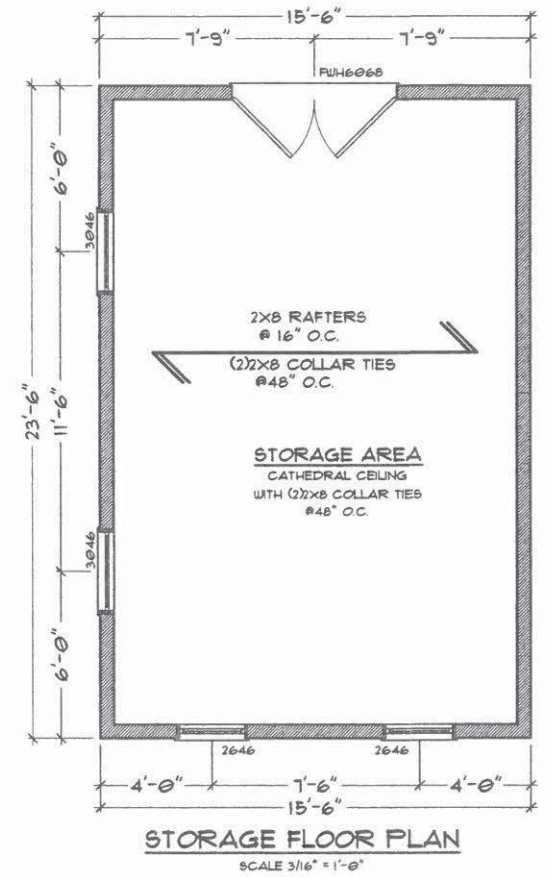 15'-6"
7'-9" 7'-9"
FWH6068
6'-0"
3046
23'-6"
11'-6"
3046
6'-0"
2X8 RAFTERS
@ 16" O.C.
(2)2X8 COLLAR TIES
@48" O.C.
STORAGE AREA
CATHEDRAL CEILING
WITH (2)2X8 COLLAR TIES
@48" O.C.
2646 2646
4'-0" 7'-6" 4'-0"
15'-6"
STORAGE FLOOR PLAN
SCALE 3/16" = 1'-0"